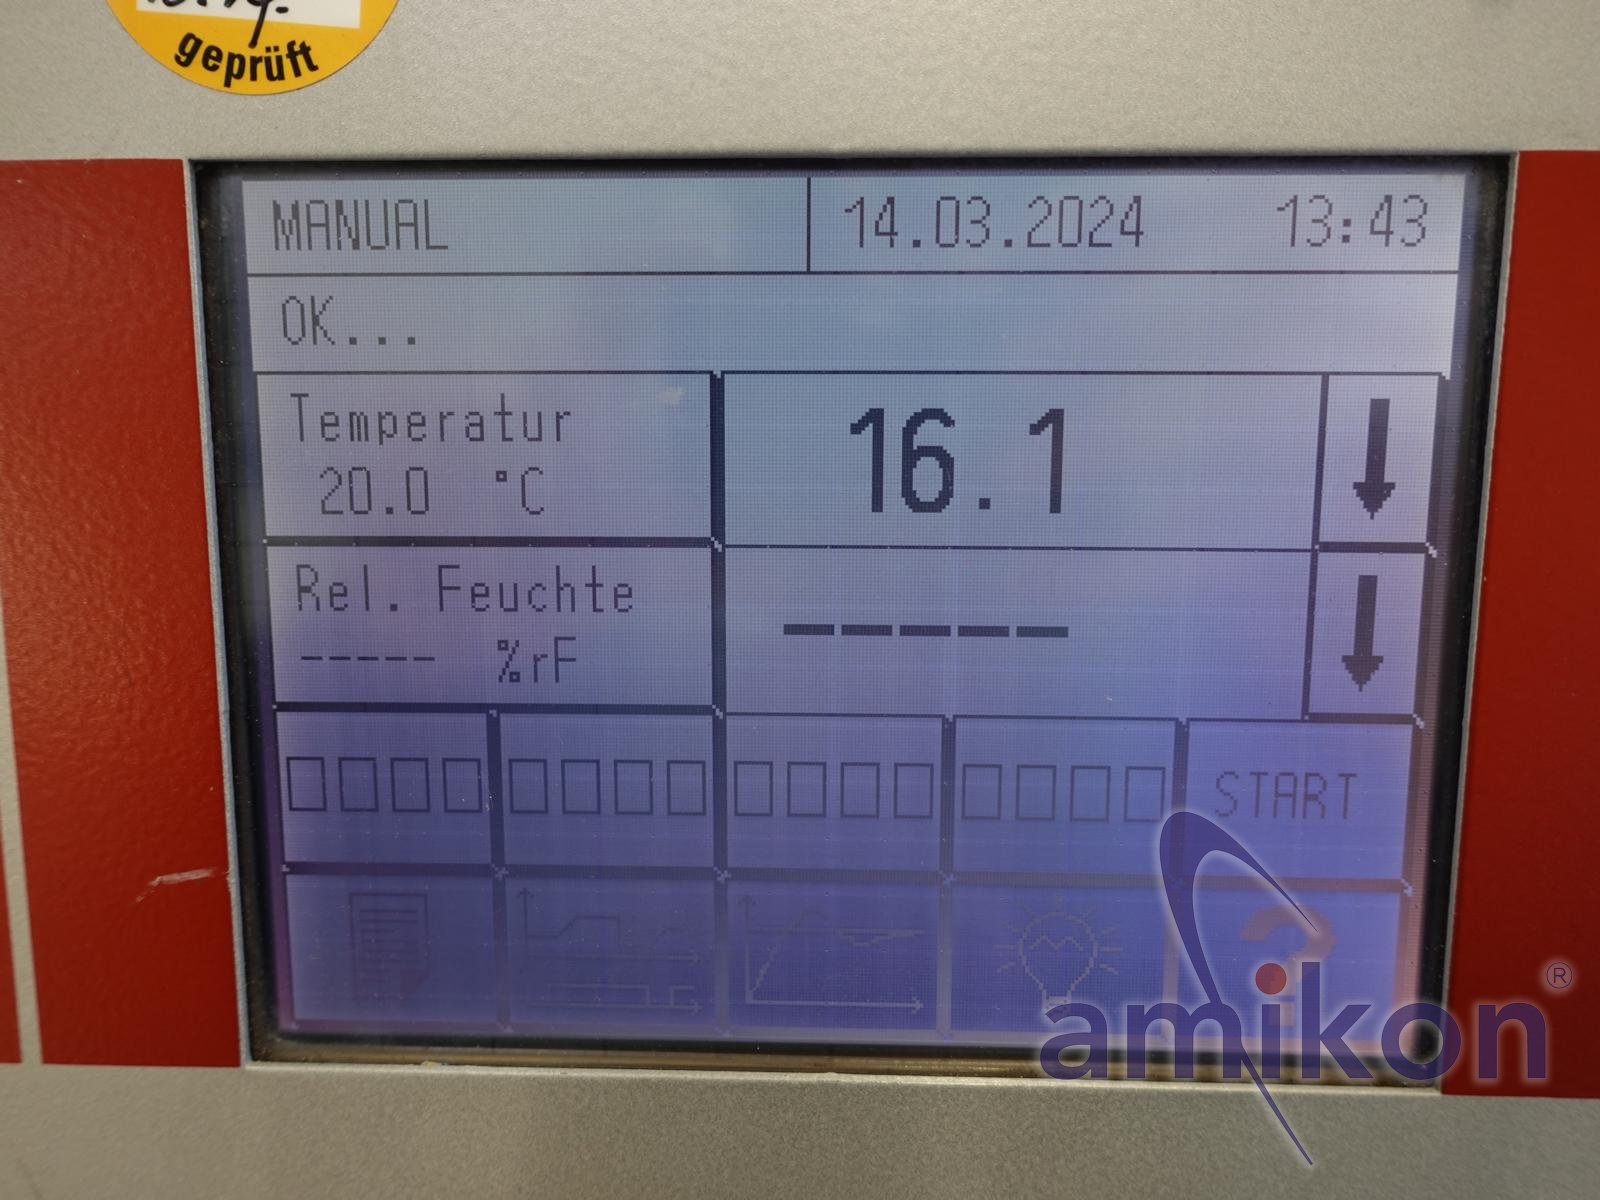 geprüft
MANUAL 14.03.2024 13:43
OK...
Temperatur 16.1
20.0 °C
Rel. Feuchte -----
----- %rF
START
?
amikon®